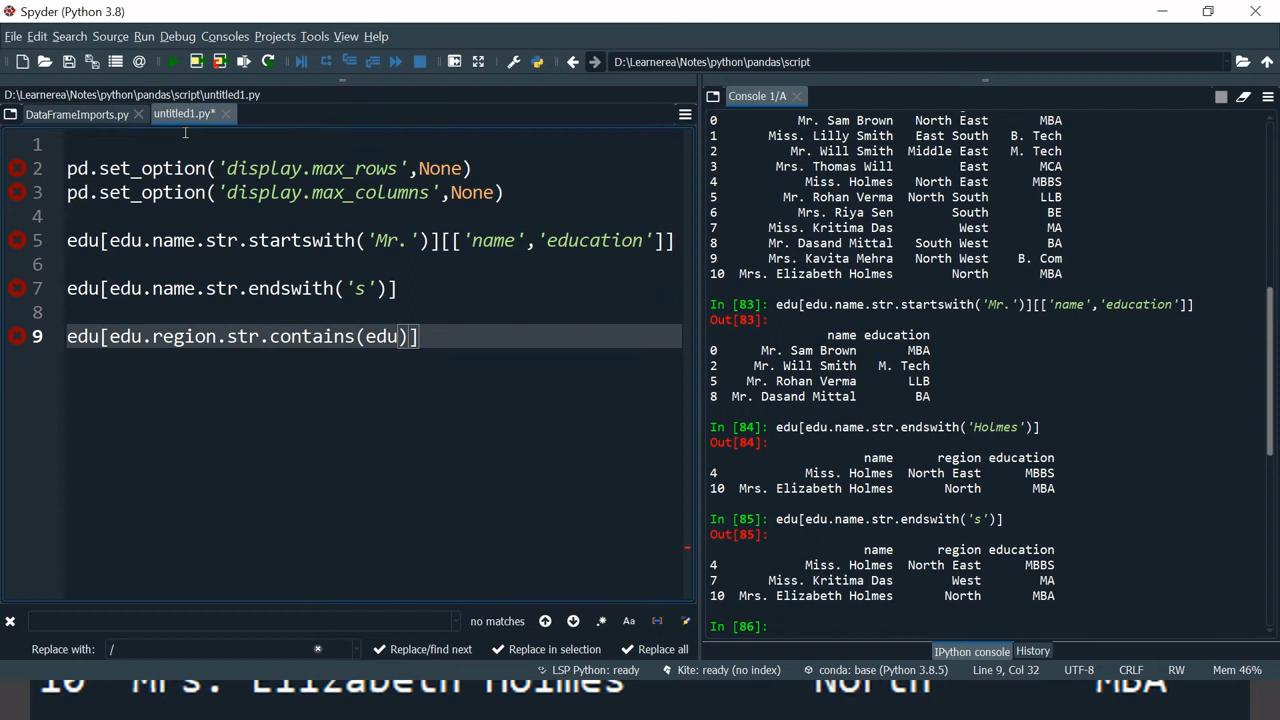 Spyder (Python 3.8)
File Edit Search Source Run Debug Consoles Projects Tools View Help
D:\Learnerea\Notes\python\pandas\script
D:\Learnerea\Notes\python\pandas\script\untitled1.py
DataFrameImports.py untitled1.py*
1
2 pd.set_option('display.max_rows',None)
3 pd.set_option('display.max_columns',None)
4
5 edu[edu.name.str.startswith('Mr.')][['name','education']]
6
7 edu[edu.name.str.endswith('s')]
8
9 edu[edu.region.str.contains(edu)]
no matches Aa
Replace with: / Replace/find next Replace in selection Replace all
Console 1/A
0 Mr. Sam Brown North East MBA
1 Miss. Lilly Smith East South B. Tech
2 Mr. Will Smith Middle East M. Tech
3 Mrs. Thomas Will East MCA
4 Miss. Holmes North East MBBS
5 Mr. Rohan Verma North South LLB
6 Mrs. Riya Sen South BE
7 Miss. Kritima Das West MA
8 Mr. Dasand Mittal South West BA
9 Mrs. Kavita Mehra North West B. Com
10 Mrs. Elizabeth Holmes North MBA
In [83]: edu[edu.name.str.startswith('Mr.')][['name','education']]
Out[83]:
name education
0 Mr. Sam Brown MBA
2 Mr. Will Smith M. Tech
5 Mr. Rohan Verma LLB
8 Mr. Dasand Mittal BA
In [84]: edu[edu.name.str.endswith('Holmes')]
Out[84]:
name region education
4 Miss. Holmes North East MBBS
10 Mrs. Elizabeth Holmes North MBA
In [85]: edu[edu.name.str.endswith('s')]
Out[85]:
name region education
4 Miss. Holmes North East MBBS
7 Miss. Kritima Das West MA
10 Mrs. Elizabeth Holmes North MBA
In [86]:
IPython console History
LSP Python: ready Kite: ready (no index) conda: base (Python 3.8.5) Line 9, Col 32 UTF-8 CRLF RW Mem 46%
10 Mrs. Elizabeth Holmes North MBA